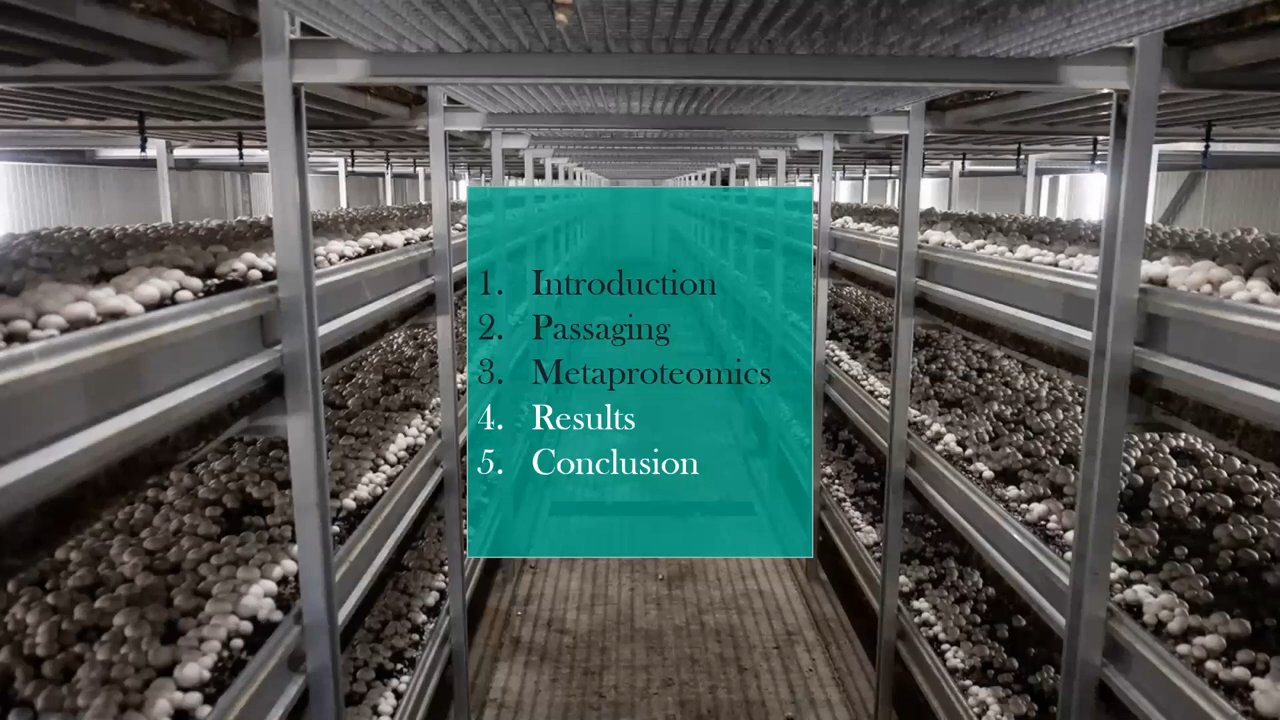 1. Introduction
2. Passaging
3. Metaproteomics
4. Results
5. Conclusion